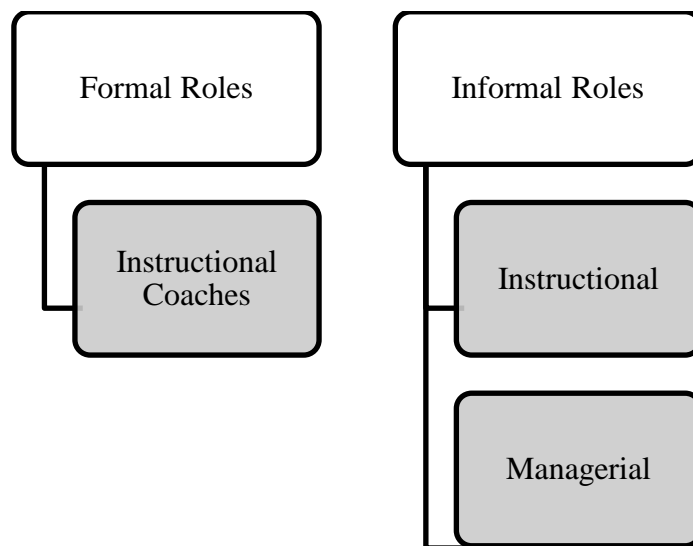 Formal Roles
Instructional
Coaches
Informal Roles
Instructional
Managerial